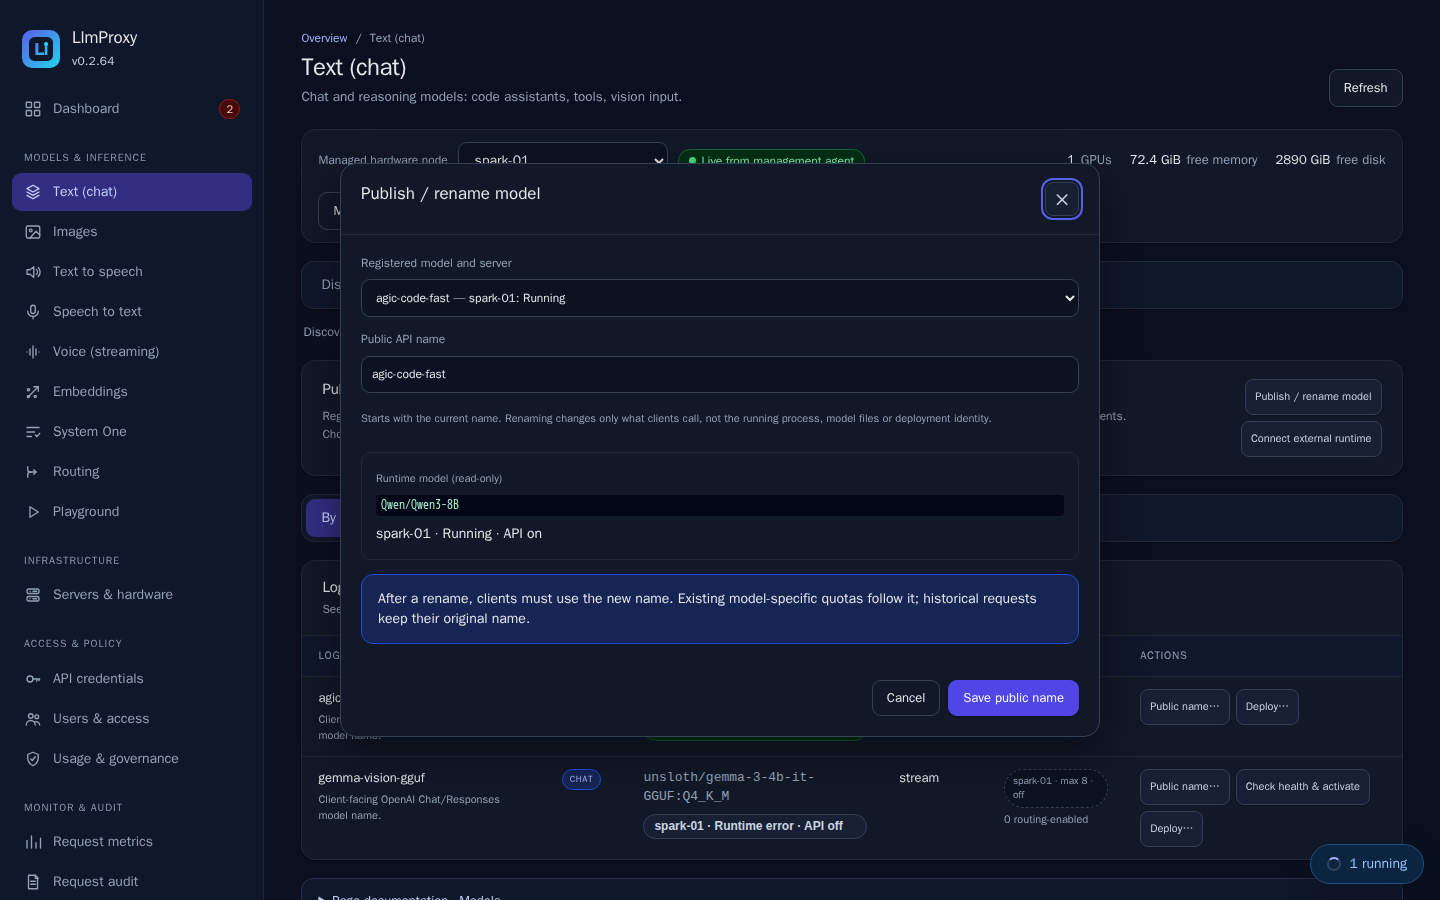 LlmProxy
v0.2.64
Dashboard
2
MODELS & INFERENCE
Text (chat)
Images
Text to speech
Speech to text
Voice (streaming)
Embeddings
System One
Routing
Playground
INFRASTRUCTURE
Servers & hardware
ACCESS & POLICY
API credentials
Users & access
Usage & governance
MONITOR & AUDIT
Request metrics
Request audit
Overview / Text (chat)
Text (chat)
Chat and reasoning models: code assistants, tools, vision input.
Refresh
Managed hardware node
spark-01
Live from management agent
1 GPUs 72.4 GiB free memory 2890 GiB free disk
Publish / rename model
Registered model and server
agic-code-fast — spark-01: Running
Public API name
agic-code-fast
Starts with the current name. Renaming changes only what clients call, not the running process, model files or deployment identity.
Runtime model (read-only)
Qwen/Qwen3-8B
spark-01 · Running · API on
After a rename, clients must use the new name. Existing model-specific quotas follow it; historical requests
keep their original name.
Cancel
Save public name
Publish / rename model
Connect external runtime
By
ACTIONS
Public name···
Deploy···
model name.
gemma-vision-gguf
Client-facing OpenAI Chat/Responses
model name.
CHAT
unsloth/gemma-3-4b-it-
GGUF:Q4_K_M
spark-01 · Runtime error · API off
stream
spark-01 · max 8 ·
off
0 routing-enabled
Public name···
Check health & activate
Deploy···
1 running
Page documentation · Models